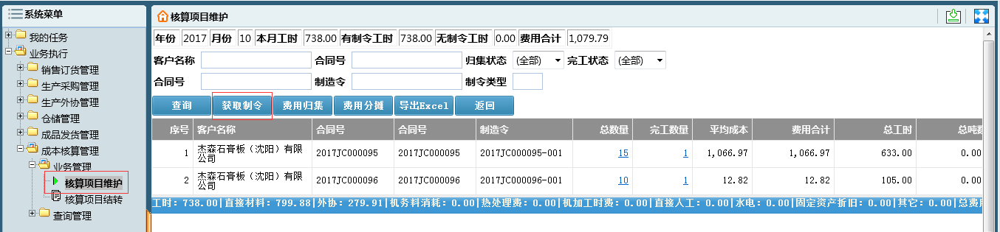 系统菜单
我的任务
业务执行
销售订货管理
生产采购管理
生产外协管理
仓储管理
成品发货管理
成本核算管理
业务管理
核算项目维护
核算项目结转
查询管理
核算项目维护
年份 2017 月份 10 本月工时 738.00 有制令工时 738.00 无制令工时 0.00 费用合计 1,079.79
客户名称 合同号 归集状态 (全部) 完工状态 (全部)
合同号 制造令 制令类型
查询 获取制令 费用归集 费用分摊 导出Excel 返回
序号 客户名称 合同号 合同号 制造令 总数量 完工数量 平均成本 费用合计 总工时 总吨数
1 杰森石膏板（沈阳）有限公司 2017JC000095 2017JC000095 2017JC000095-001 15 1 1,066.97 1,066.97 633.00 0.00
2 杰森石膏板（沈阳）有限公司 2017JC000096 2017JC000096 2017JC000096-001 10 1 12.82 12.82 105.00 0.00
工时: 738.00|直接材料: 799.88|外协: 279.91|机务料消耗: 0.00|热处理费: 0.00|机加工时费: 0.00|直接人工: 0.00|水电: 0.00|固定资产折旧: 0.00|其它: 0.00|总费用